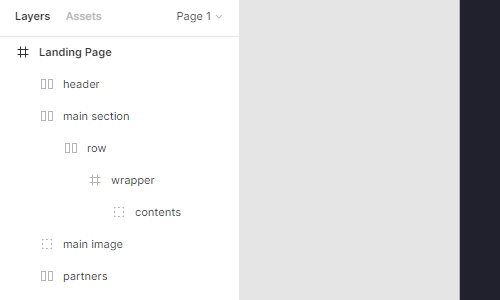 Layers Assets Page 1
Landing Page
header
main section
row
wrapper
contents
main image
partners